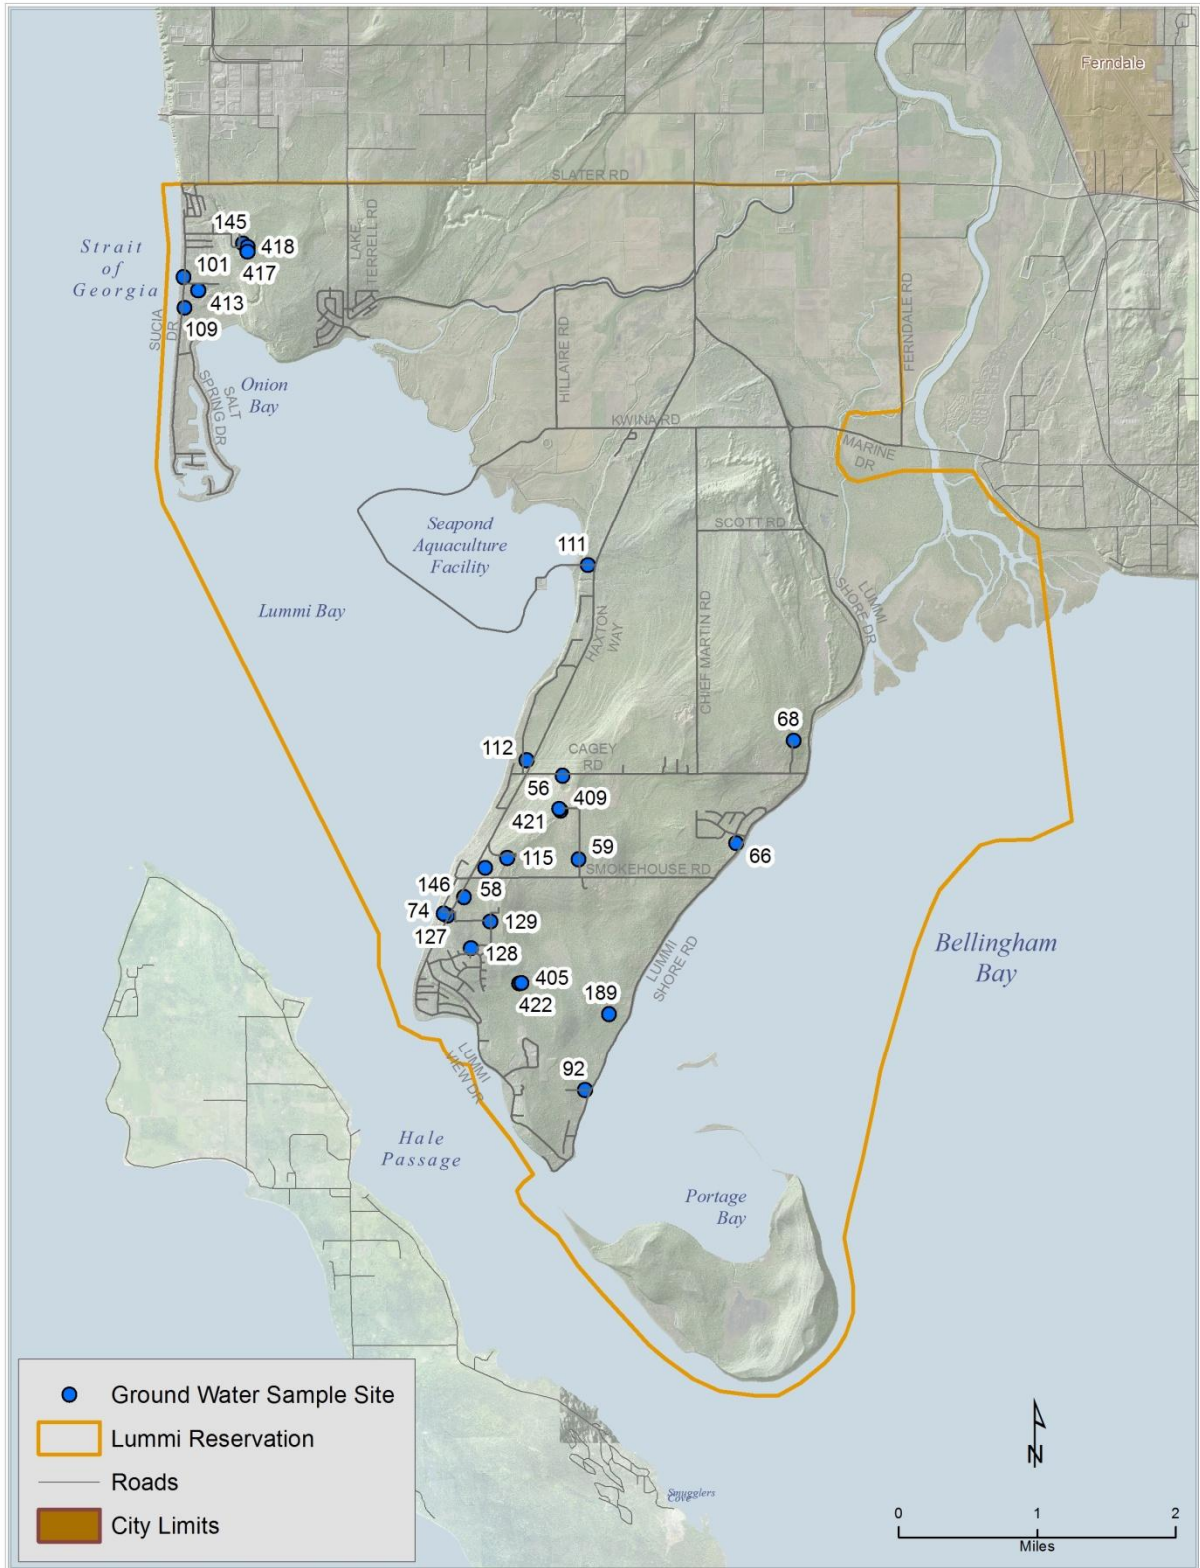 Ferndale
SLATER RD
145
418
417
Strait
of
Georgia
101
413
109
SUCIA
DR
LAKE
TERRELL RD
SALT
SPRING DR
Onion
Bay
HILLAIRE RD
FERNDALE RD
KWINA RD
MARINE
DR
SCOTT RD
Seapond
Aquaculture
Facility
111
LUMMI
SHORE DR
Lummi Bay
HAXTON
WAY
CHIEF MARTIN RD
68
112
CAGEY
RD
56
409
421
115
59
66
SMOKEHOUSE RD
146
58
74
129
127
128
405
422
189
LUMMI
SHORE RD
Bellingham
Bay
92
LUMMI
VIEW DR
Hale
Passage
Portage
Bay
Ground Water Sample Site
Lummi Reservation
Roads
City Limits
Smugglers
Cove
N
0 1 2
Miles